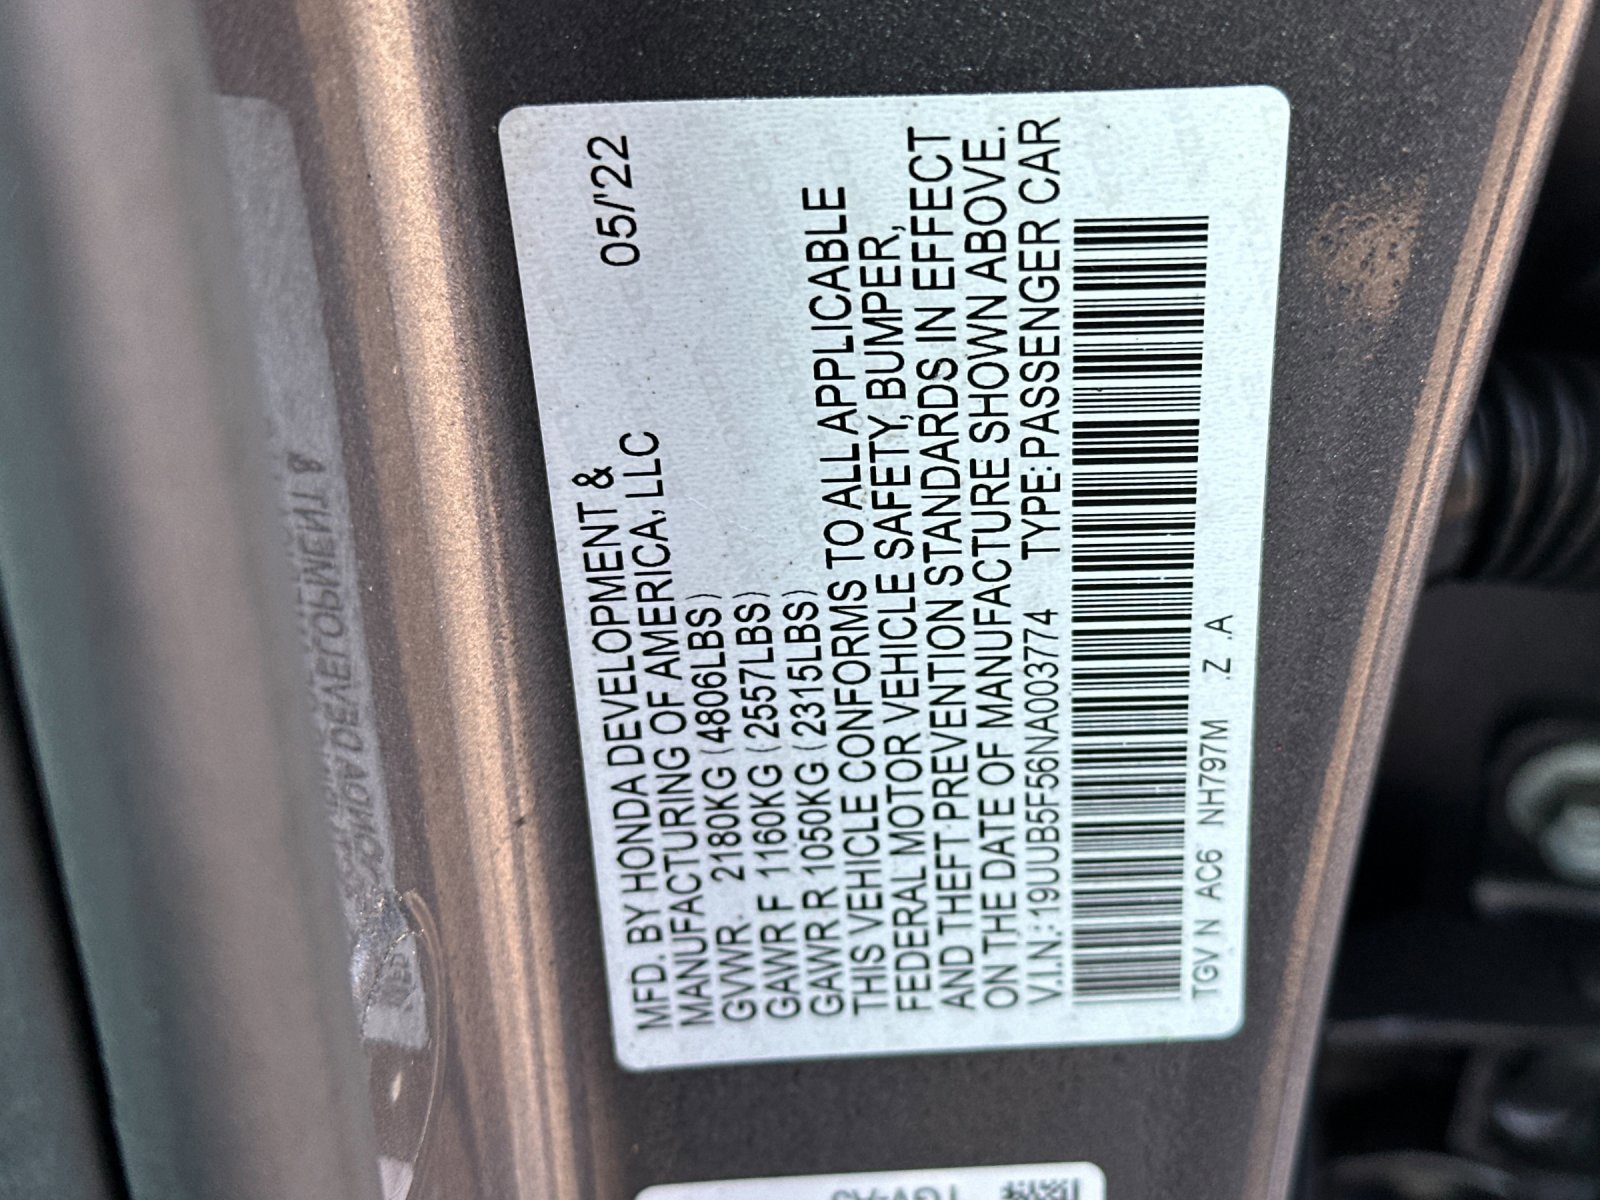 MFD. BY HONDA DEVELOPMENT & 05/'22
MANUFACTURING OF AMERICA, LLC
GVWR 2180KG (4806LBS)
GAWR F 1160KG (2557LBS)
GAWR R 1050KG (2315LBS)
THIS VEHICLE CONFORMS TO ALL APPLICABLE
FEDERAL MOTOR VEHICLE SAFETY, BUMPER,
AND THEFT PREVENTION STANDARDS IN EFFECT
ON THE DATE OF MANUFACTURE SHOWN ABOVE.
V.I.N.:19UUB5F56NA003774 TYPE:PASSENGER CAR
TGV N AC6 NH797M Z A